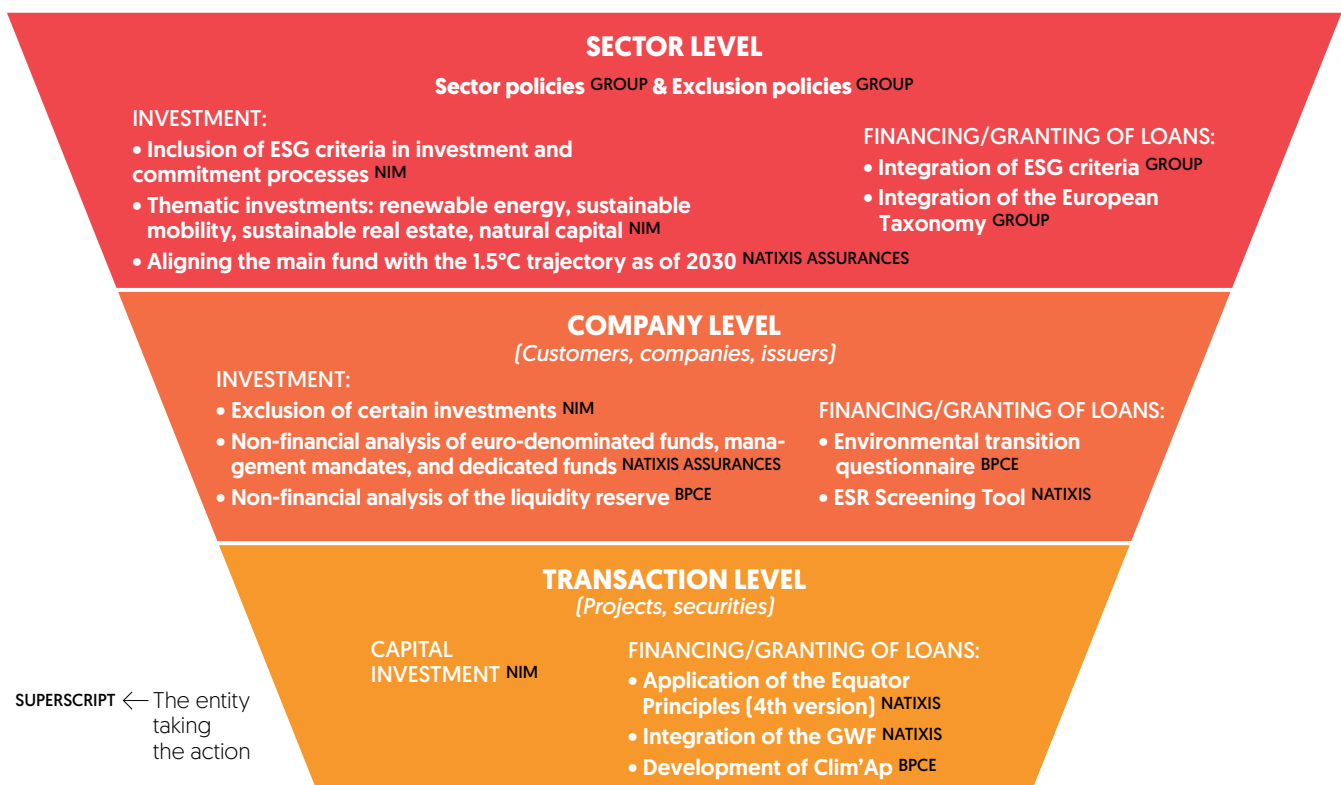 SECTOR LEVEL
Sector policies GROUP & Exclusion policies GROUP
INVESTMENT:
• Inclusion of ESG criteria in investment and
commitment processes NIM
• Thematic investments: renewable energy, sustainable
mobility, sustainable real estate, natural capital NIM
• Aligning the main fund with the 1.5°C trajectory as of 2030 NATIXIS ASSURANCES
FINANCING/GRANTING OF LOANS:
• Integration of ESG criteria GROUP
• Integration of the European
Taxonomy GROUP
COMPANY LEVEL
(Customers, companies, issuers)
INVESTMENT:
• Exclusion of certain investments NIM
• Non-financial analysis of euro-denominated funds, mana-
gement mandates, and dedicated funds NATIXIS ASSURANCES
• Non-financial analysis of the liquidity reserve BPCE
FINANCING/GRANTING OF LOANS:
• Environmental transition
questionnaire BPCE
• ESR Screening Tool NATIXIS
TRANSACTION LEVEL
(Projects, securities)
CAPITAL
INVESTMENT NIM
FINANCING/GRANTING OF LOANS:
• Application of the Equator
Principles (4th version) NATIXIS
• Integration of the GWF NATIXIS
• Development of Clim'Ap BPCE
SUPERSCRIPT ← The entity
taking
the action